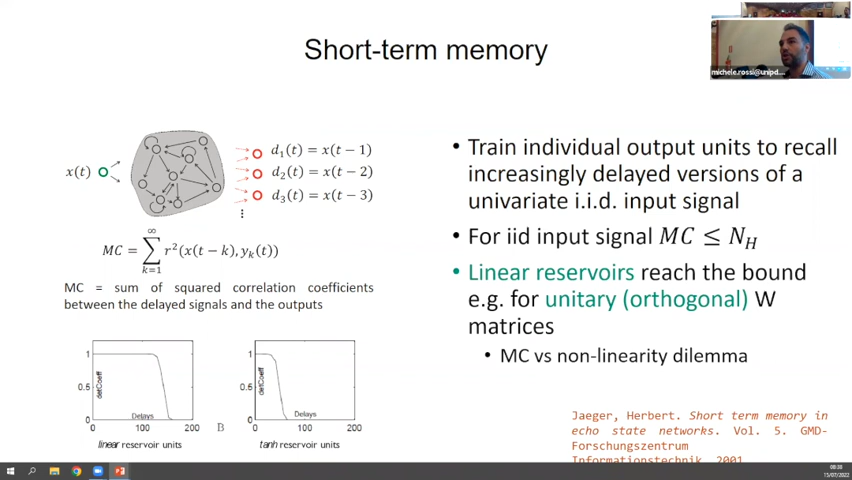 Short-term memory
michele.rossi@unipd....
x(t)
d₁(t) = x(t − 1)
d₂(t) = x(t − 2)
d₃(t) = x(t − 3)
⋮
MC = ∑_{k=1}^{∞} r²(x(t − k), yₖ(t))
MC = sum of squared correlation coefficients
between the delayed signals and the outputs
1
0.5
0
detCoeff
Delays
0 100 200
linear reservoir units
B
1
0.5
0
detCoeff
Delays
0 100 200
tanh reservoir units
• Train individual output units to recall
increasingly delayed versions of a
univariate i.i.d. input signal
• For iid input signal MC ≤ N_H
• Linear reservoirs reach the bound
e.g. for unitary (orthogonal) W
matrices
• MC vs non-linearity dilemma
Jaeger, Herbert. Short term memory in
echo state networks. Vol. 5. GMD-
Forschungszentrum
Informationstechnik, 2001
08:38
15/07/2022